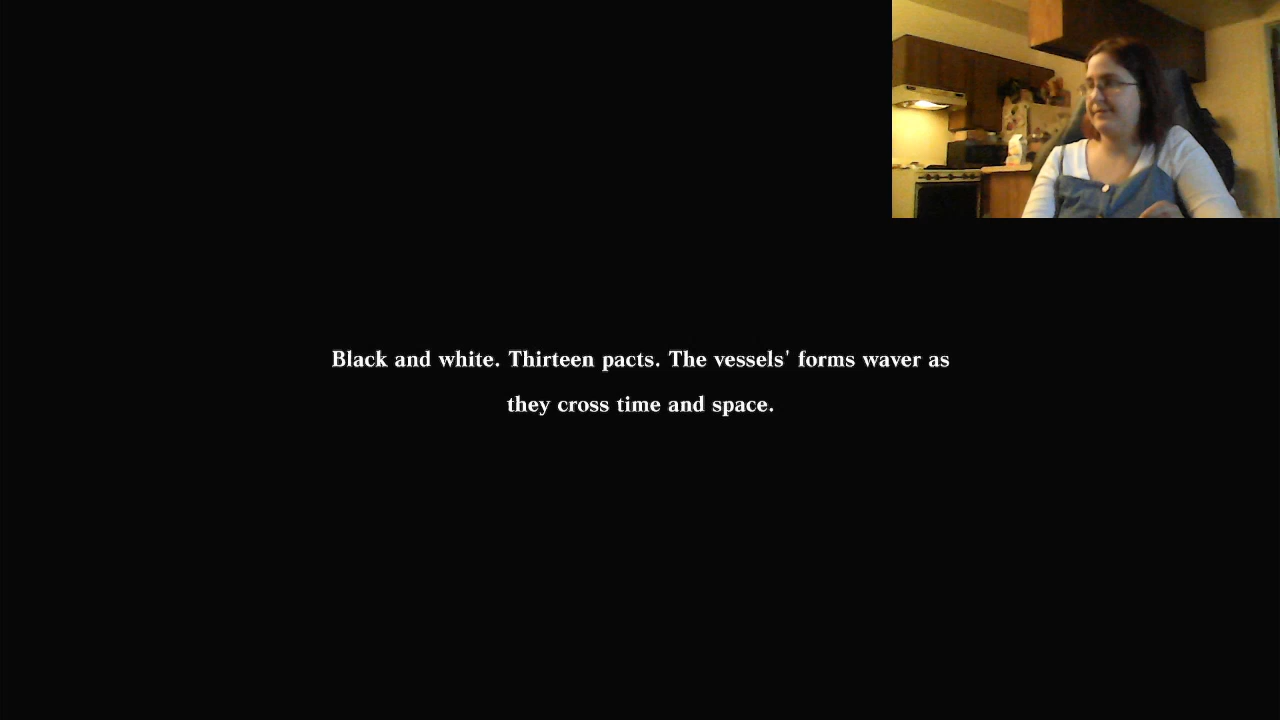 Black and white. Thirteen pacts. The vessels' forms waver as
they cross time and space.